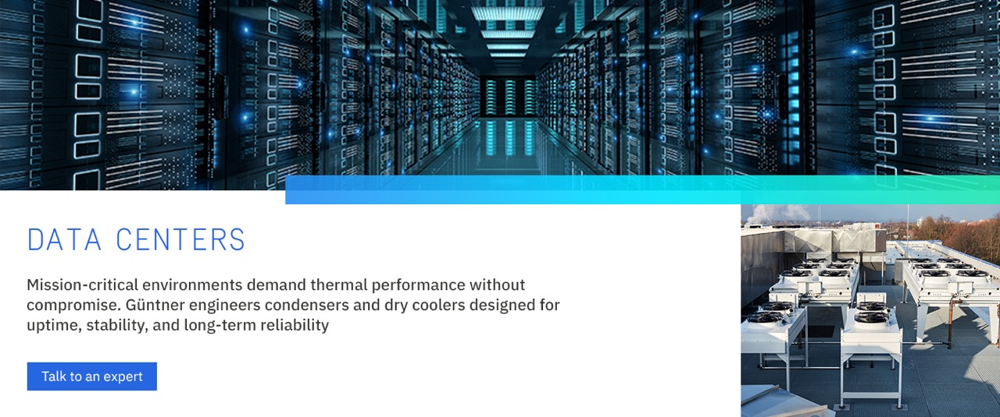 DATA CENTERS
Mission-critical environments demand thermal performance without
compromise. Güntner engineers condensers and dry coolers designed for
uptime, stability, and long-term reliability
Talk to an expert